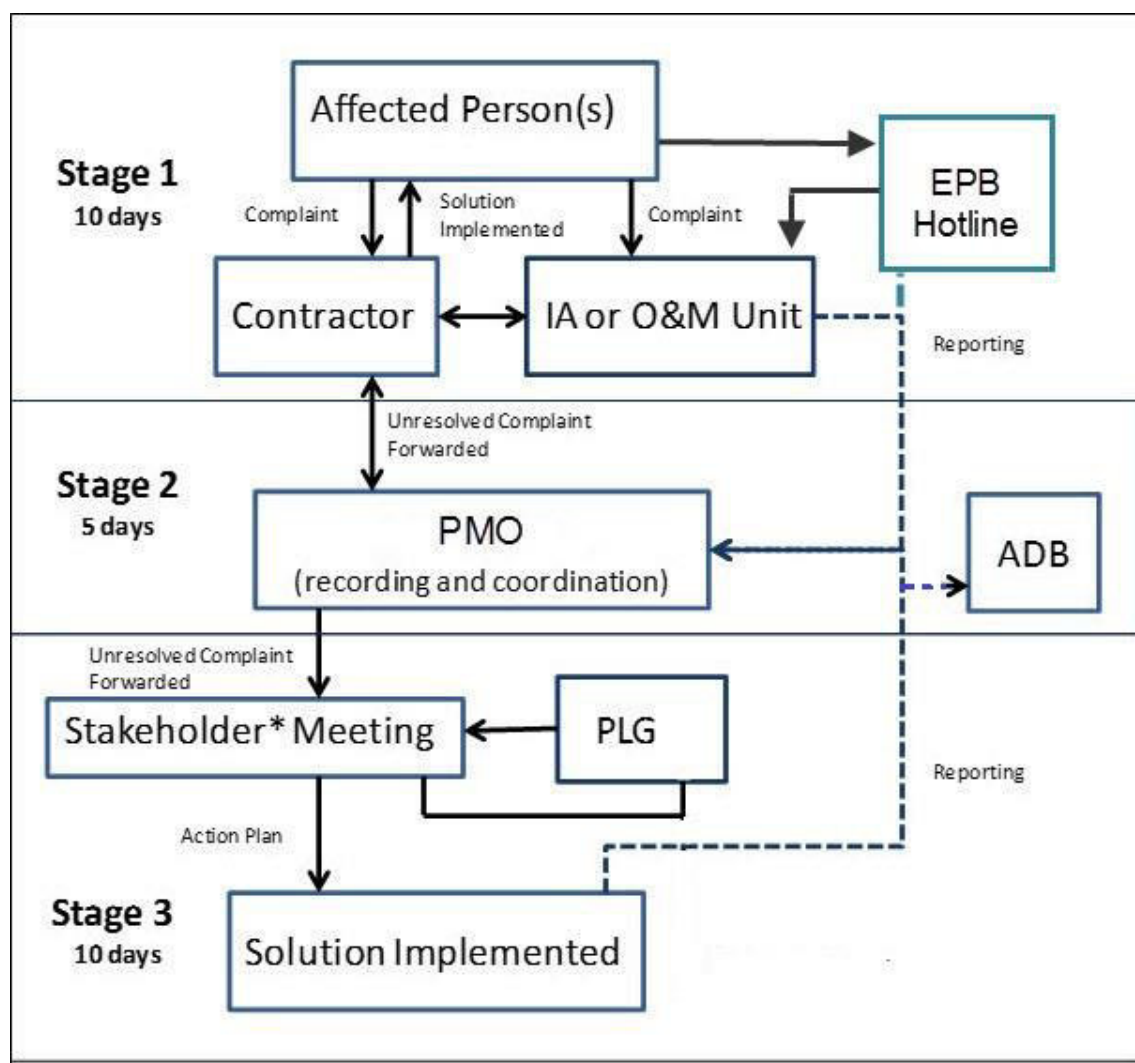 Affected Person(s)
Stage 1
10 days
Complaint
Solution
Implemented
Complaint
EPB
Hotline
Contractor
IA or O&M Unit
Reporting
Unresolved Complaint
Forwarded
Stage 2
5 days
PMO
(recording and coordination)
ADB
Unresolved Complaint
Forwarded
Stakeholder* Meeting
PLG
Reporting
Action Plan
Stage 3
10 days
Solution Implemented